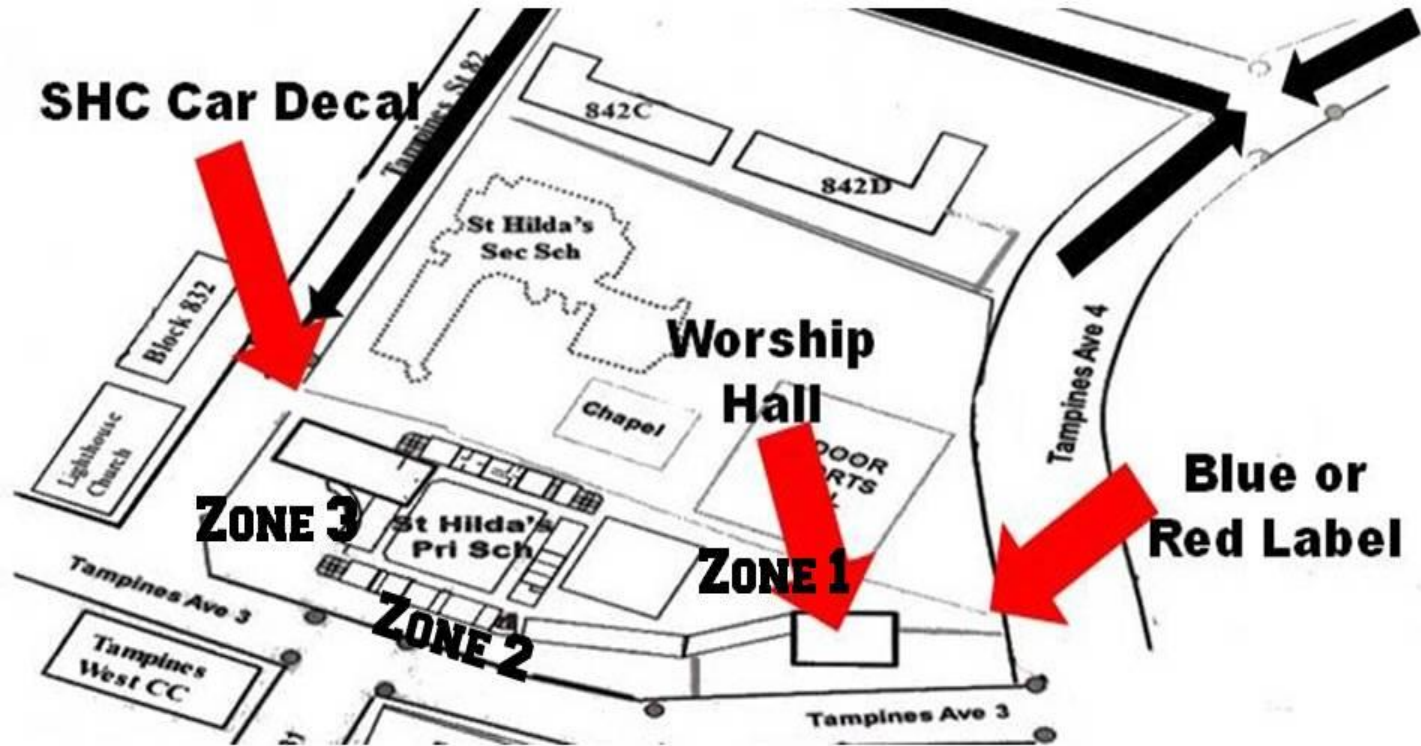 SHC Car Decal
Tampines St 82
842C
842D
St Hilda's
Sec Sch
Block 832
Worship
Hall
Tampines Ave 4
Chapel
Lighthouse
Church
OOOR
RTS
Blue or
Red Label
ZONE 3
St Hilda's
Pri Sch
ZONE 1
Tampines Ave 3
ZONE 2
Tampines
West CC
Tampines Ave 3